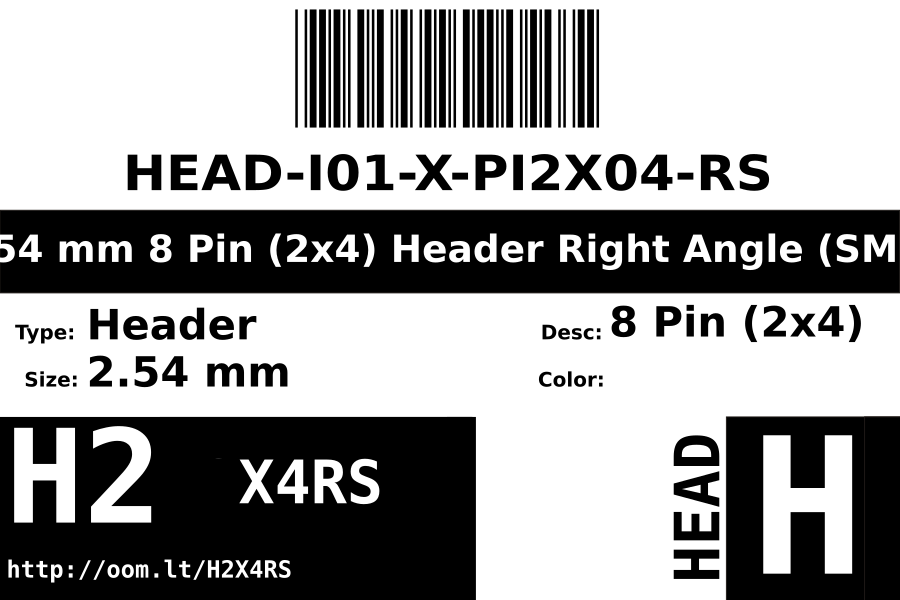 HEAD-I01-X-PI2X04-RS
54 mm 8 Pin (2x4) Header Right Angle (SM
Type: Header
Desc: 8 Pin (2x4)
Size: 2.54 mm
Color:
H2
X4RS
HEAD
H
http://oom.lt/H2X4RS